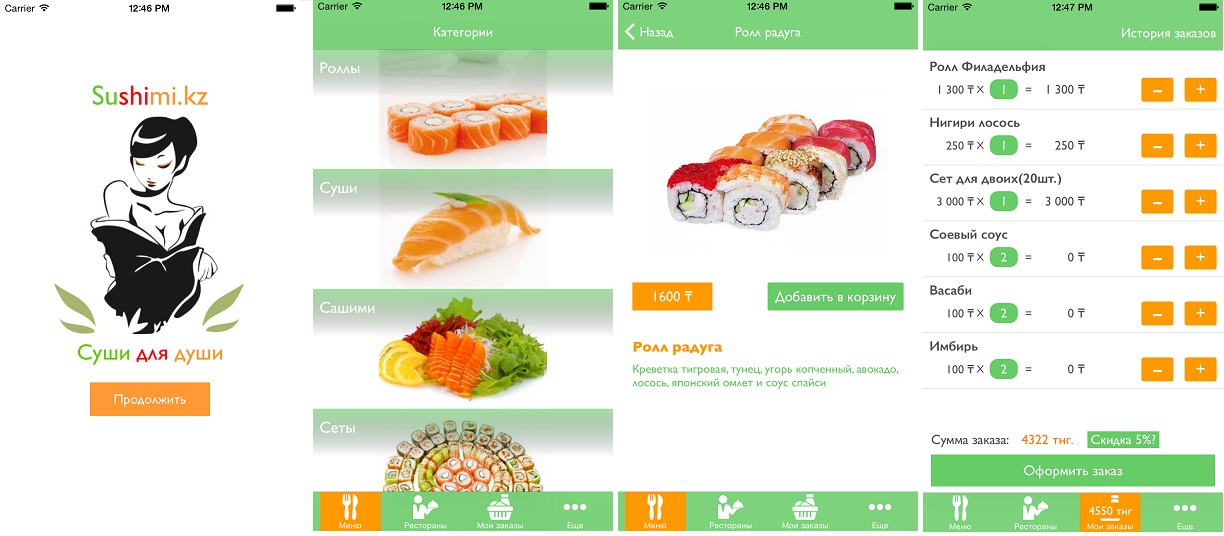 Carrier 12:46 PM
Sushimi.kz
Суши для души
Продолжить
Carrier 12:46 PM
Категории
Роллы
Суши
Сашими
Сеты
Меню Рестораны Мои заказы Еще
Carrier 12:46 PM
Назад Ролл радуга
1600 ₸ Добавить в корзину
Ролл радуга
Креветка тигровая, тунец, угорь копченный, авокадо,
лосось, японский омлет и соус спайси
Меню Рестораны Мои заказы Еще
Carrier 12:47 PM
История заказов
Ролл Филадельфия
1 300 ₸ X 1 = 1 300 ₸ – +
Нигири лосось
250 ₸ X 1 = 250 ₸ – +
Сет для двоих(20шт.)
3 000 ₸ X 1 = 3 000 ₸ – +
Соевый соус
100 ₸ X 2 = 0 ₸ – +
Васаби
100 ₸ X 2 = 0 ₸ – +
Имбирь
100 ₸ X 2 = 0 ₸ – +
Сумма заказа: 4322 тнг. Скидка 5%?
Оформить заказ
4550 тнг
Меню Рестораны Мои заказы Еще